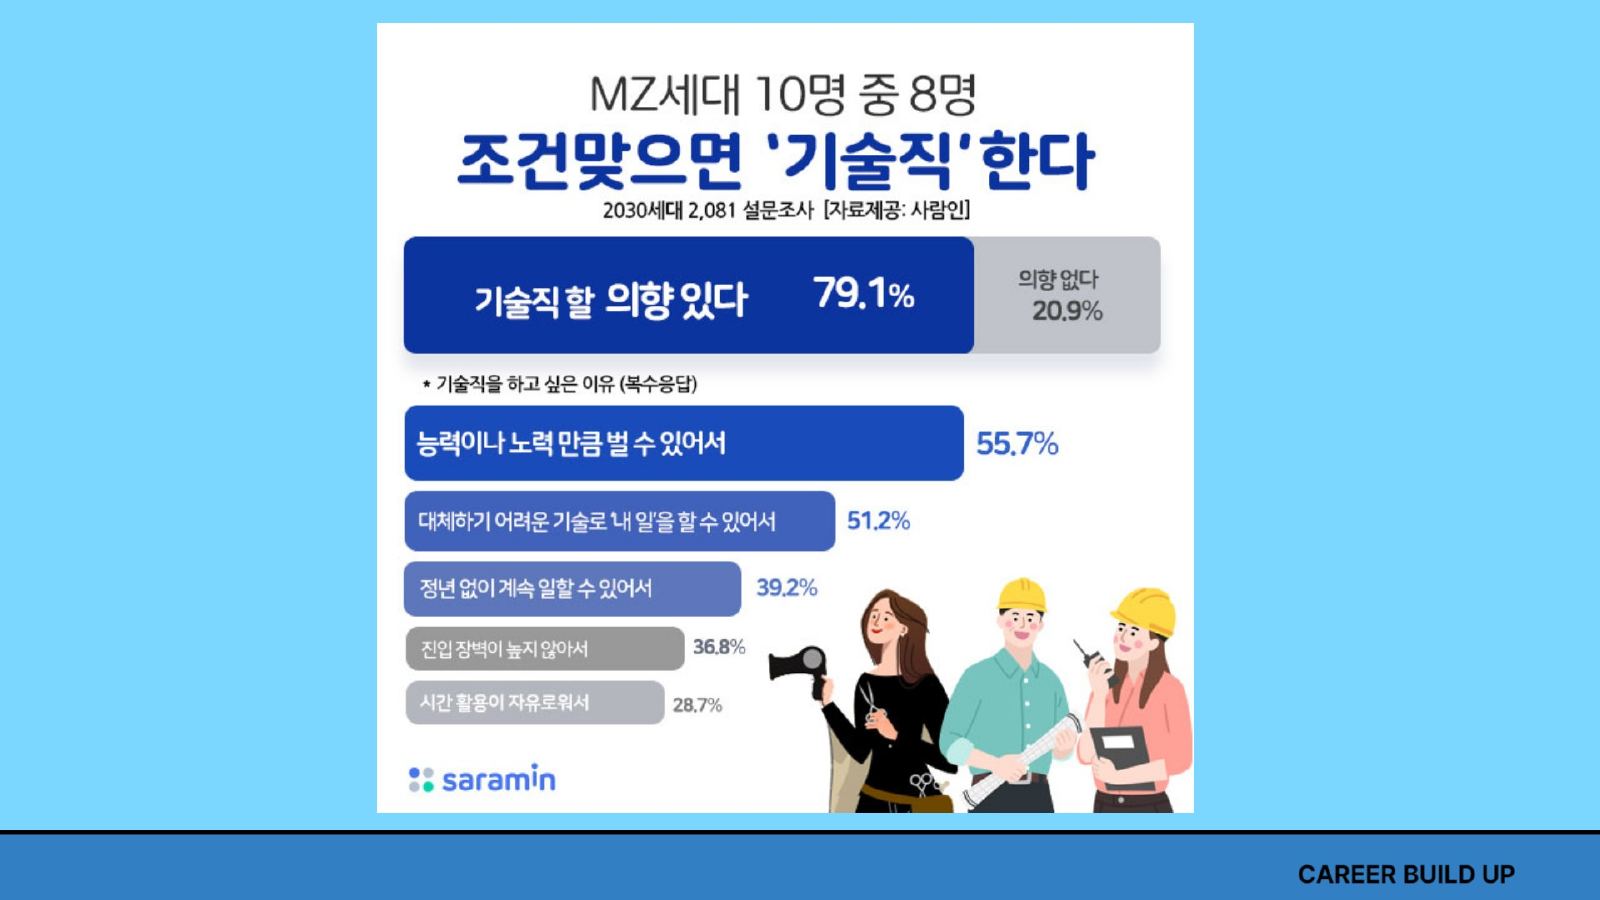 MZ세대 10명 중 8명
조건맞으면 '기술직'한다
2030세대 2,081 설문조사 [자료제공: 사람인]
기술직 할 의향 있다 79.1%
의향 없다
20.9%
* 기술직을 하고 싶은 이유 (복수응답)
능력이나 노력 만큼 벌 수 있어서 55.7%
대체하기 어려운 기술로 '내 일'을 할 수 있어서 51.2%
정년 없이 계속 일할 수 있어서 39.2%
진입 장벽이 높지 않아서 36.8%
시간 활용이 자유로워서 28.7%
saramin
CAREER BUILD UP